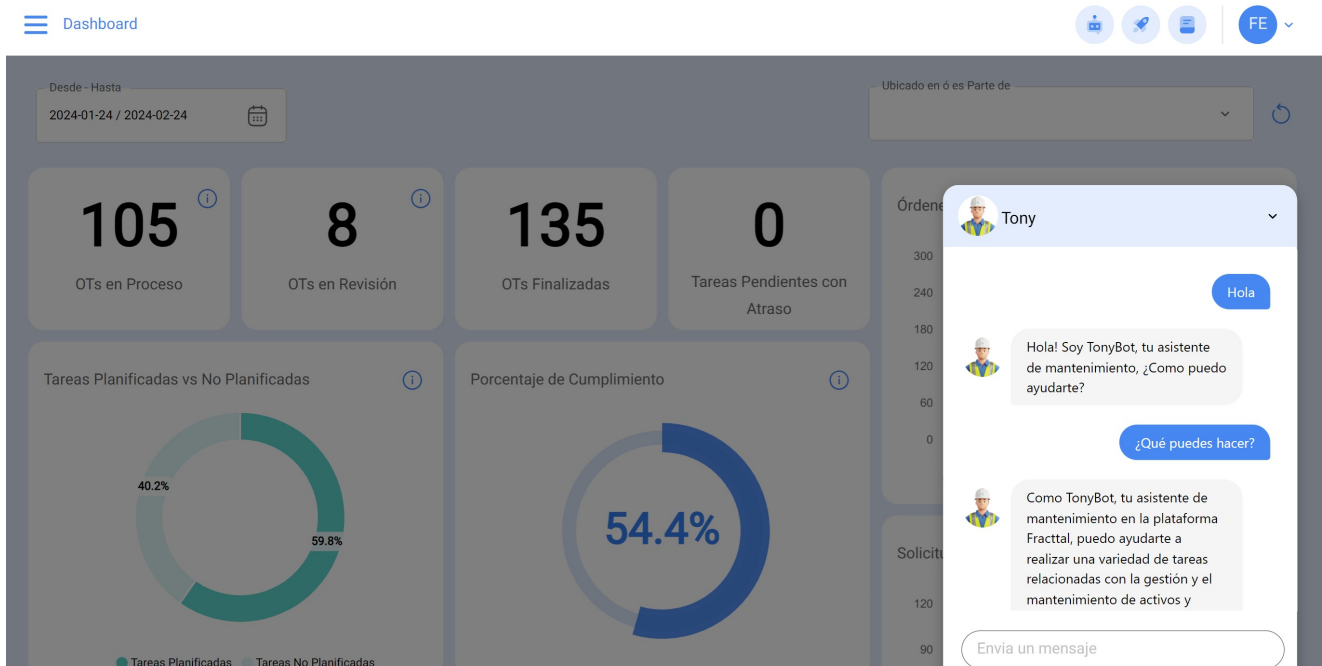 Dashboard
FE
Desde - Hasta
2024-01-24 / 2024-02-24
Ubicado en ó es Parte de
105
OTs en Proceso
8
OTs en Revisión
135
OTs Finalizadas
0
Tareas Pendientes con
Atraso
Tareas Planificadas vs No Planificadas
40.2%
59.8%
Tareas Planificadas
Tareas No Planificadas
Porcentaje de Cumplimiento
54.4%
Órdene
300
240
180
120
60
0
Solicitu
120
90
Tony
Hola
Hola! Soy TonyBot, tu asistente
de mantenimiento, ¿Como puedo
ayudarte?
¿Qué puedes hacer?
Como TonyBot, tu asistente de
mantenimiento en la plataforma
Fracttal, puedo ayudarte a
realizar una variedad de tareas
relacionadas con la gestión y el
mantenimiento de activos y
Envia un mensaje